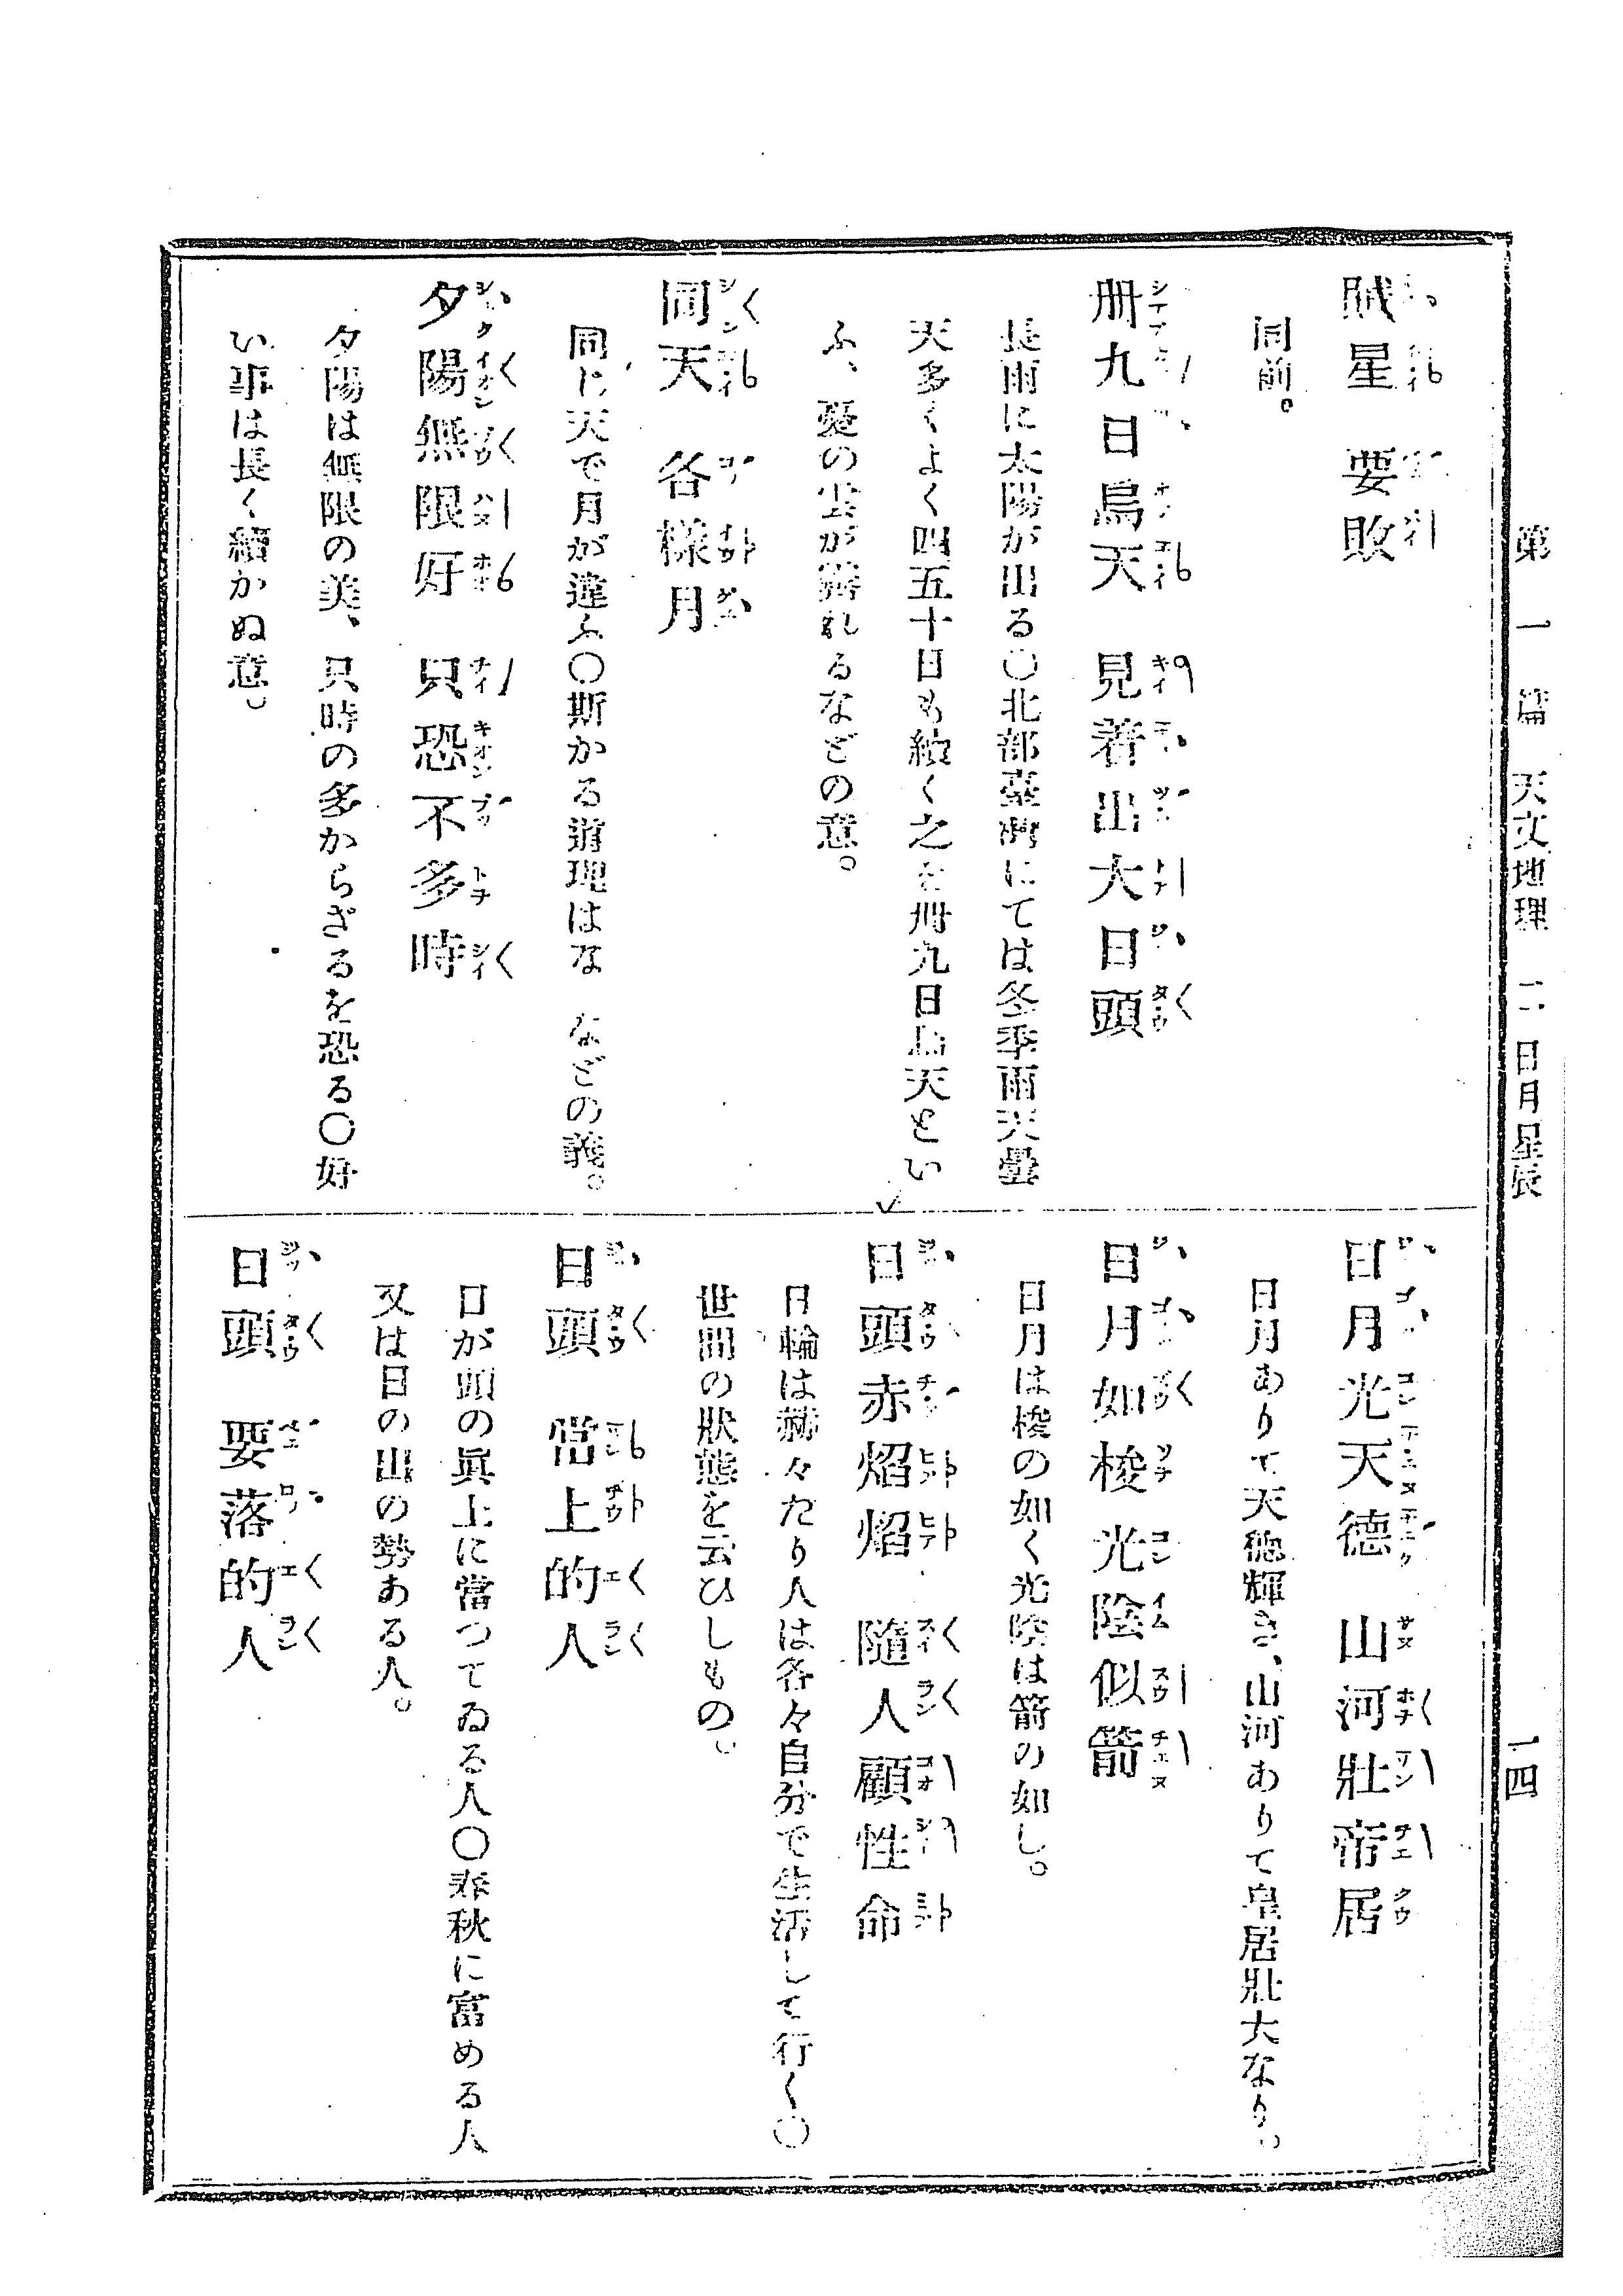 第一篇 天文地理 二 日月星辰 一四
賊星 要敗
同前。
卅九日烏天 見着出大日頭
長雨に太陽が出る〇北部臺灣にては冬季雨天曇
天多くよく四五十日も續く之を卅九日烏天とい
ふ、憂の雲が霽れるなどの意。
同天 各樣月
同じ天で月が違ふ〇斯かる道理はな などの義。
夕陽無限好 只恐不多時
夕陽は無限の美、只時の多からざるを恐る〇好
い事は長く續かぬ意。
日月光天德 山河壯帝居
日月ありて天德輝き、山河ありて皇居壯大なり。
日月如梭 光陰似箭
日月は梭の如く光陰は箭の如し。
日頭赤焰焰 隨人顧性命
日輪は赫々たり人は各々自分で生活して行く〇
世間の狀態を云ひしもの。
日頭 當上的人
日が頭の眞上に當つてゐる人〇春秋に富める人
又は日の出の勢ある人。
日頭 要落的人